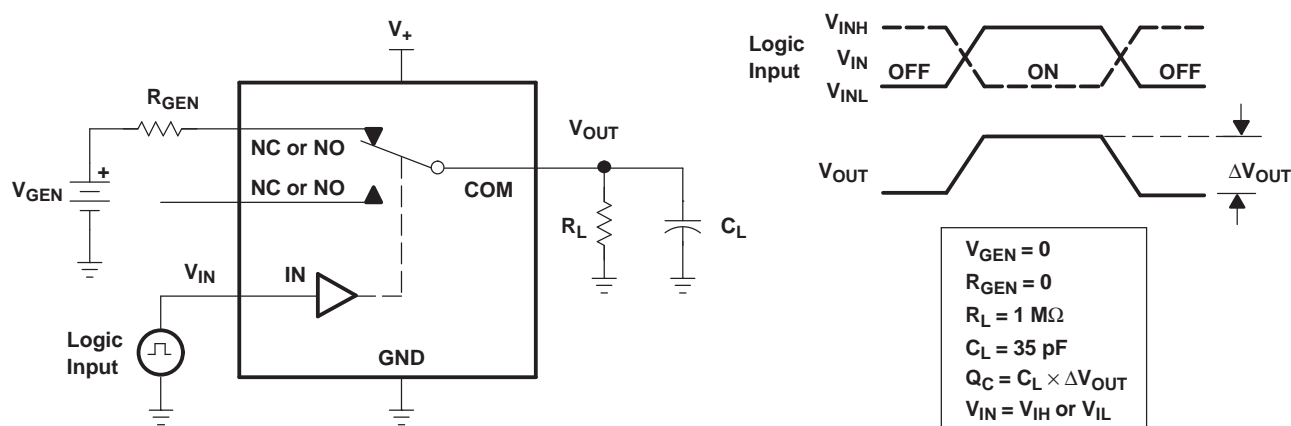 V+
RGEN
NC or NO
VOUT
COM
VGEN
+
NC or NO
RL
CL
VIN
IN
Logic
Input
GND
Logic
Input
VINH
VIN
VINL
OFF
ON
OFF
VOUT
ΔVOUT
VGEN = 0
RGEN = 0
RL = 1 MΩ
CL = 35 pF
QC = CL × ΔVOUT
VIN = VIH or VIL